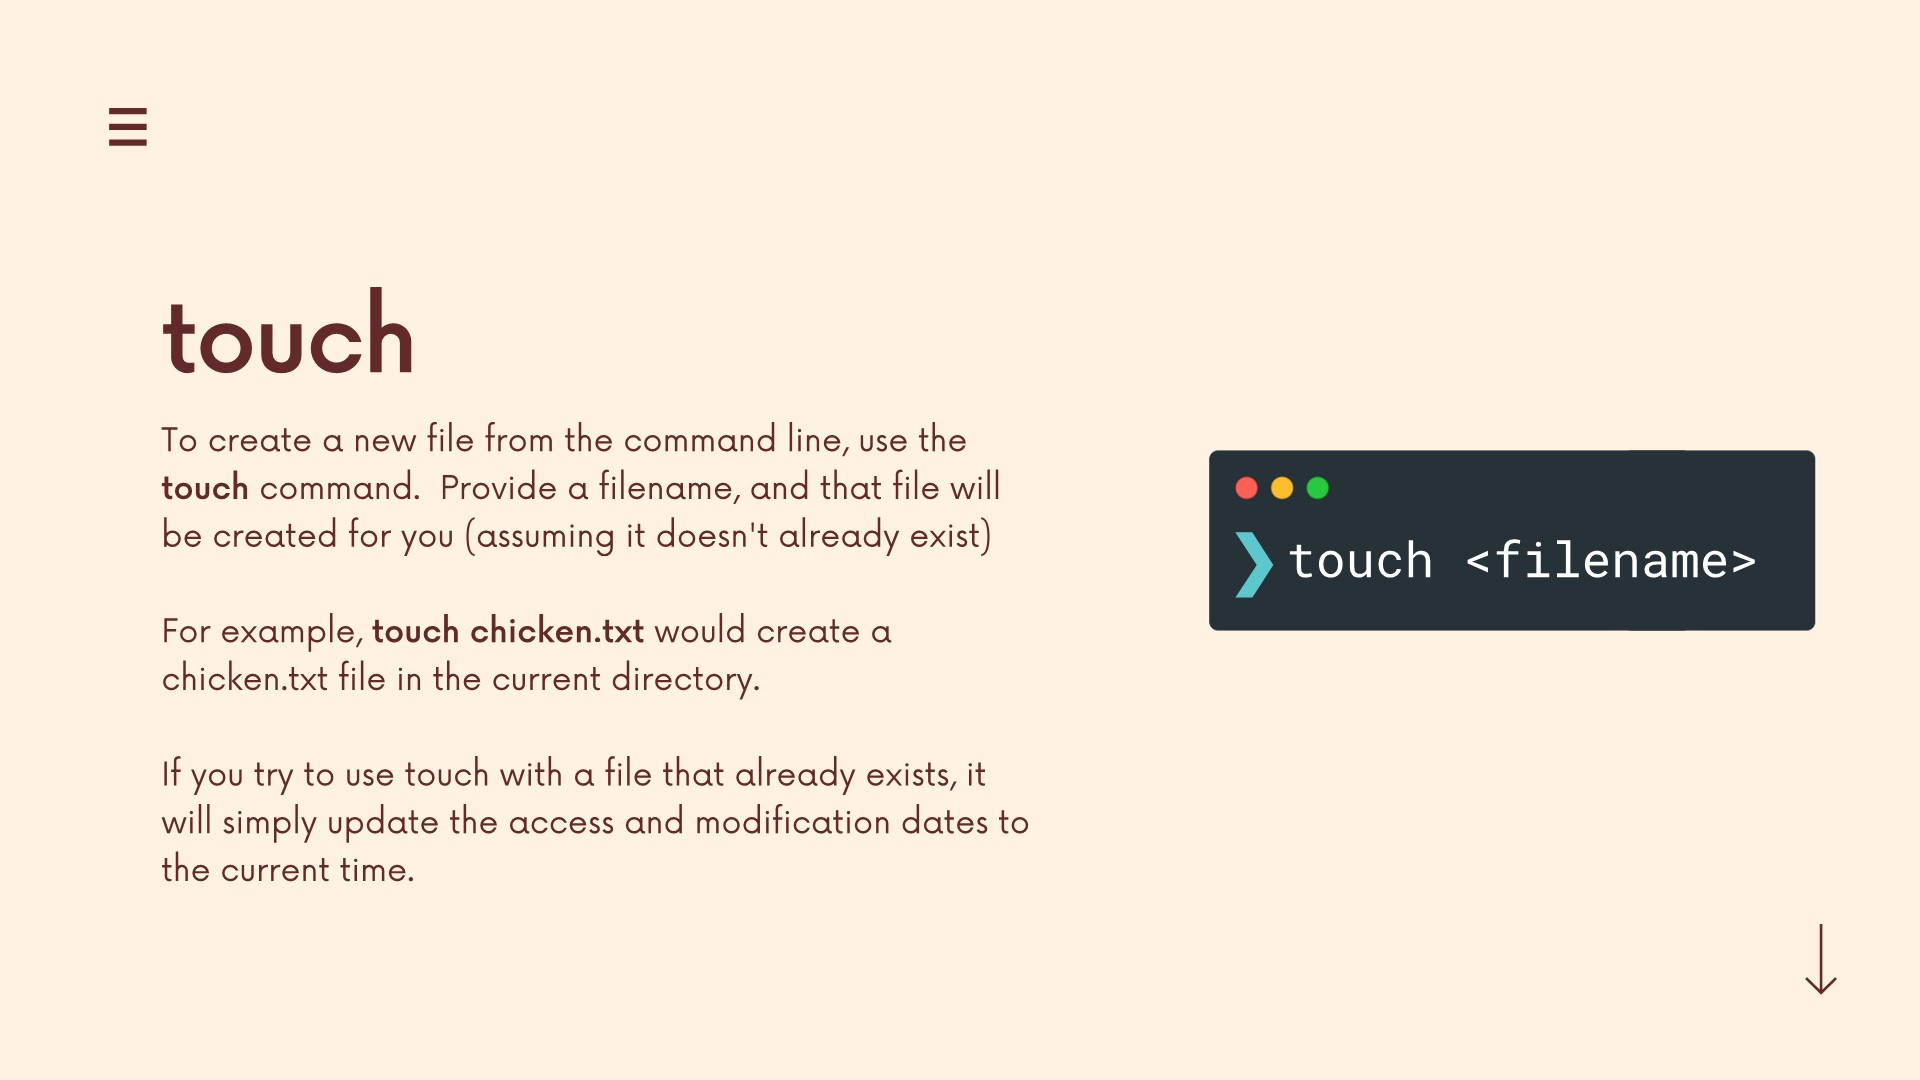 touch
To create a new file from the command line, use the
touch command.  Provide a filename, and that file will
be created for you (assuming it doesn't already exist)
For example, touch chicken.txt would create a
chicken.txt file in the current directory.
If you try to use touch with a file that already exists, it
will simply update the access and modification dates to
the current time.
❯ touch <filename>